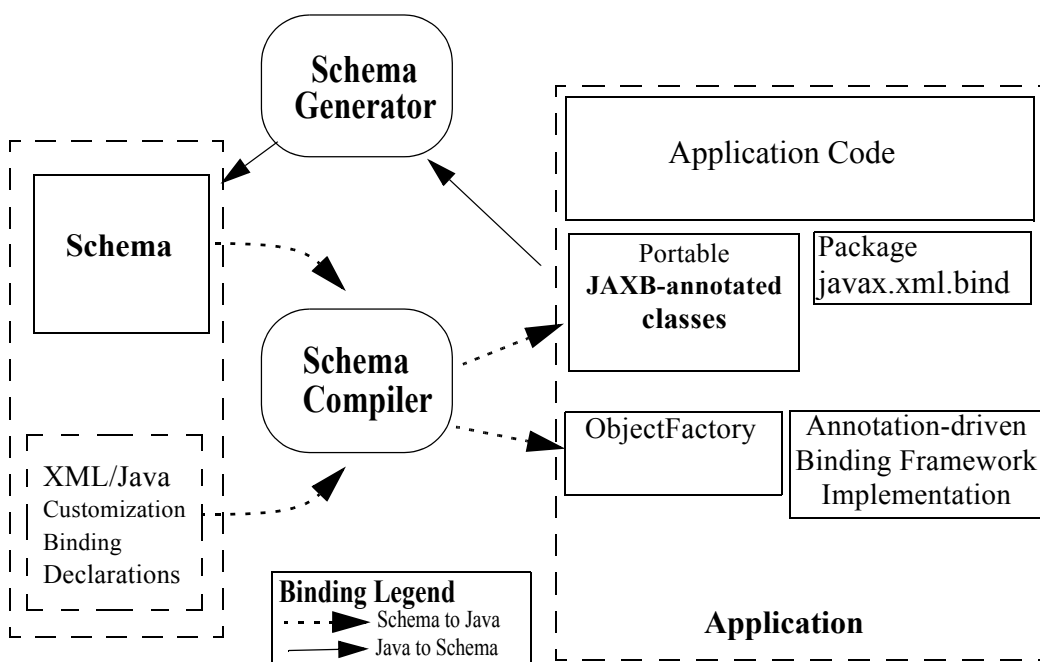 Schema
Generator
Application Code
Schema
Portable
JAXB-annotated
classes
Package
javax.xml.bind
Schema
Compiler
ObjectFactory
Annotation-driven
Binding Framework
Implementation
XML/Java
Customization
Binding
Declarations
Binding Legend
Schema to Java
Java to Schema
Application